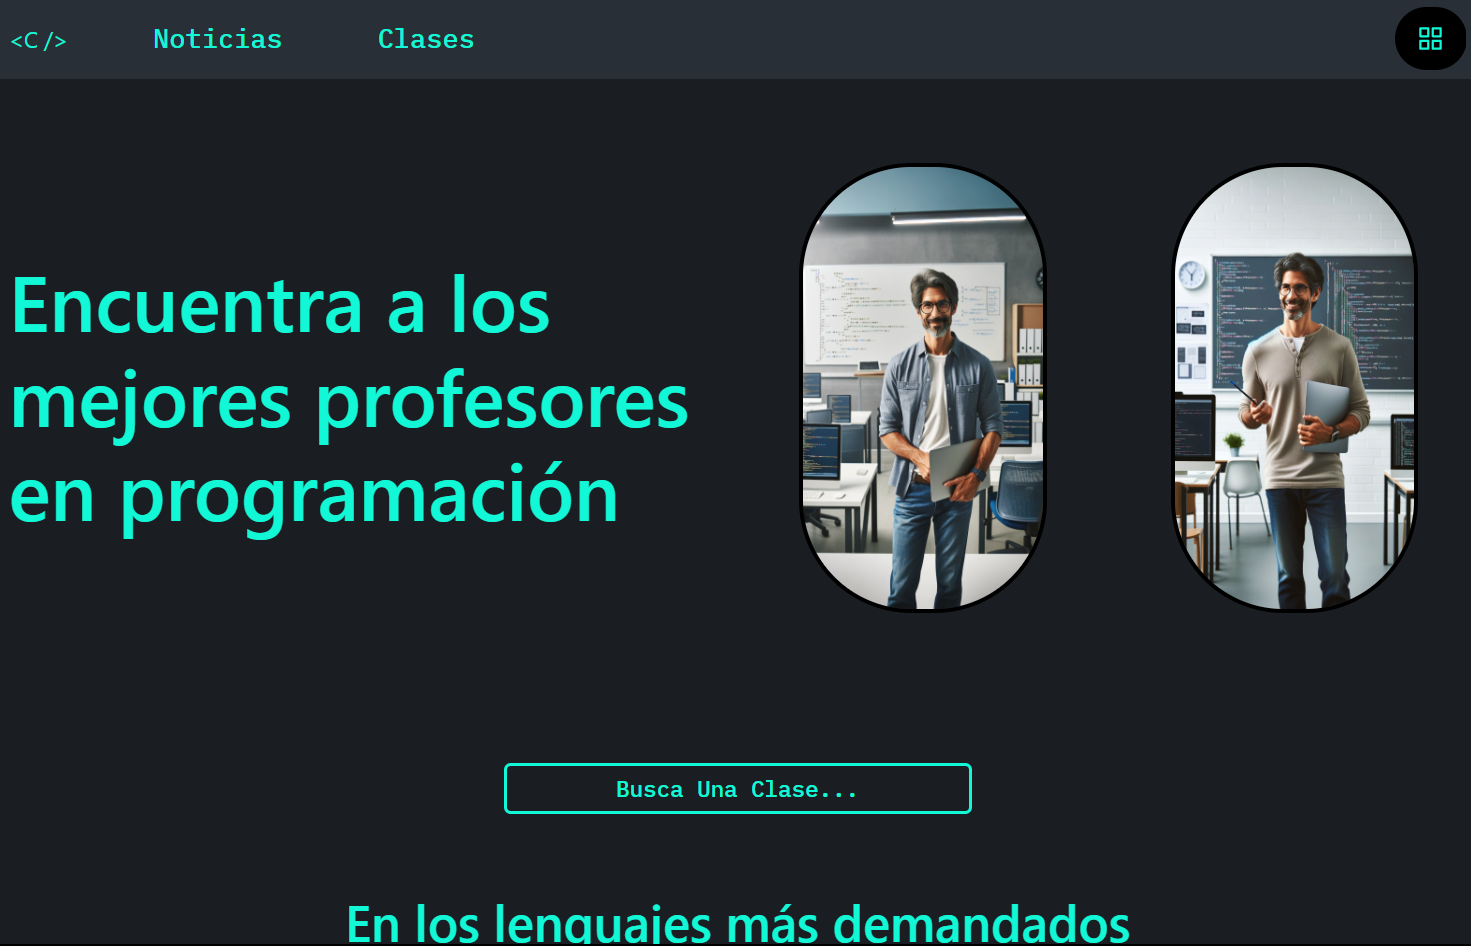 <C/>
Noticias
Clases
Encuentra a los
mejores profesores
en programación
Busca Una Clase...
En los lenguajes más demandados